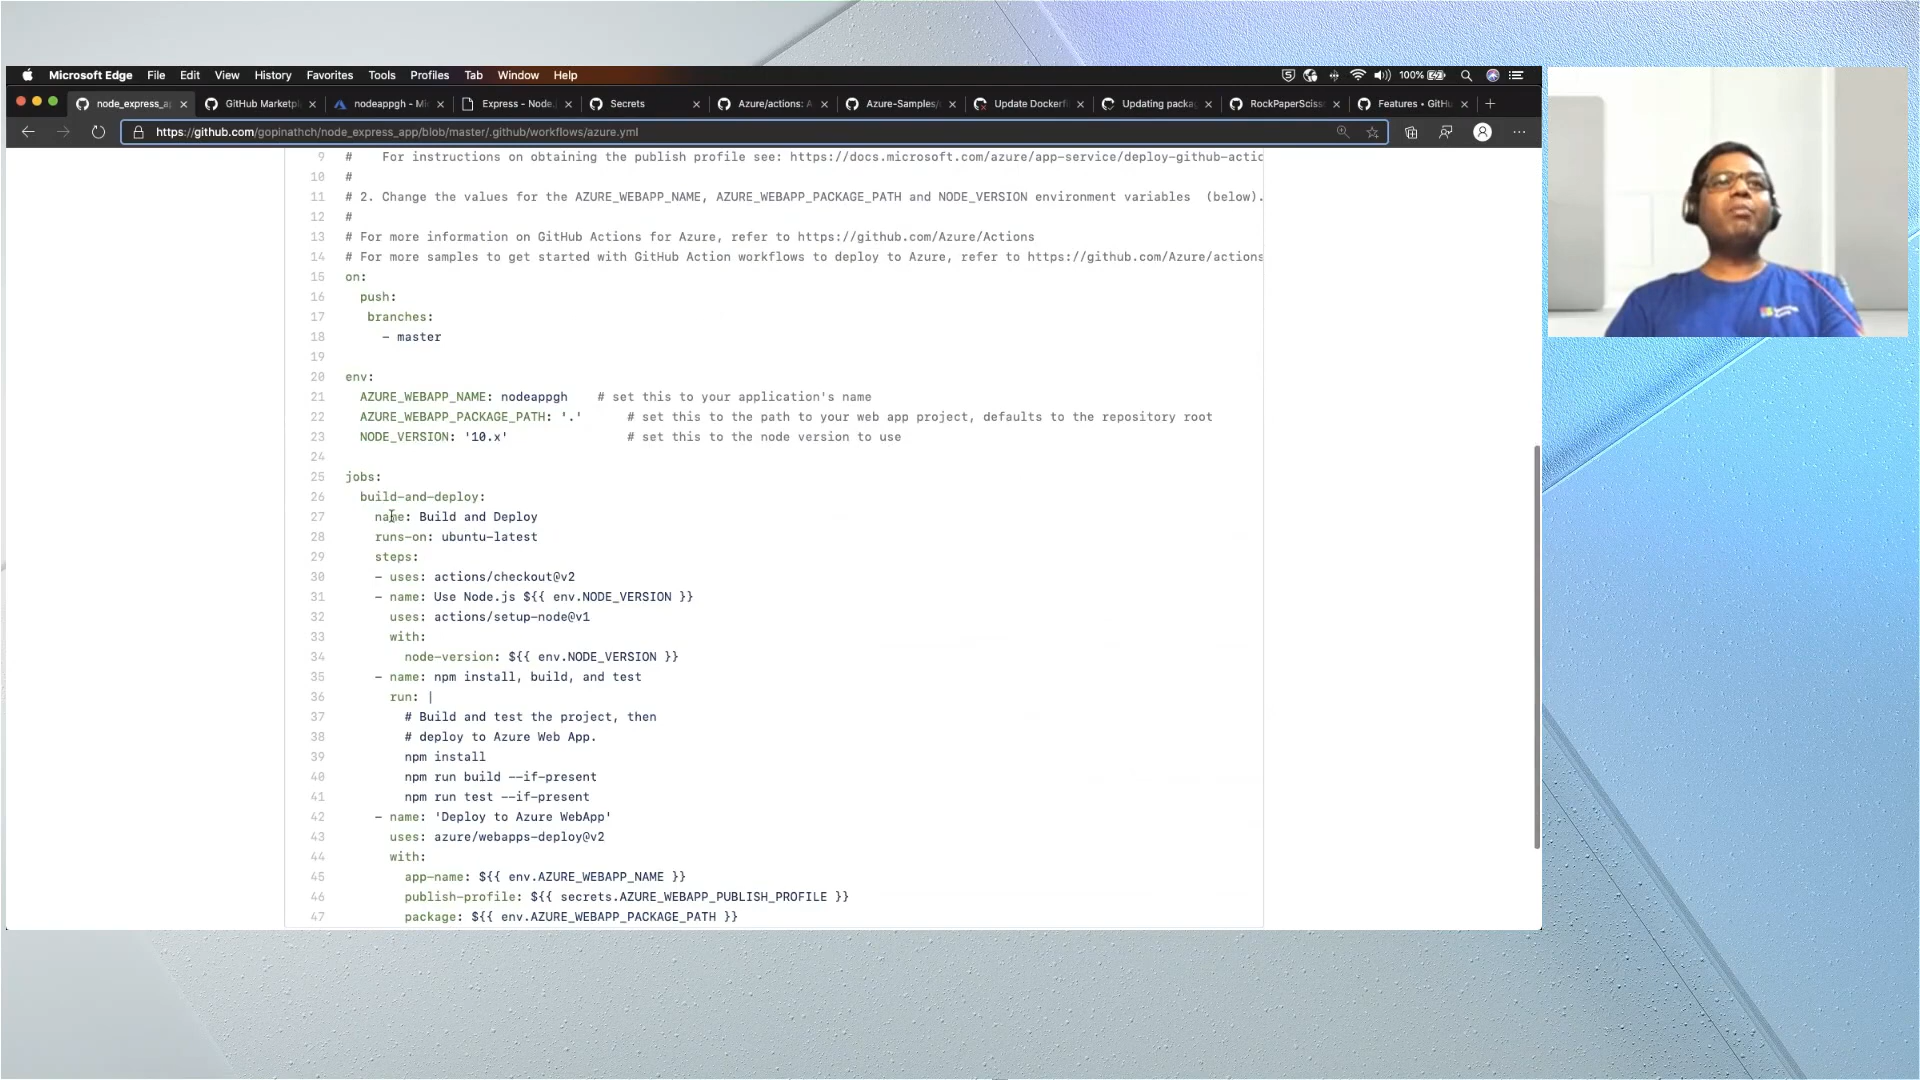 Microsoft Edge File Edit View History Favorites Tools Profiles Tab Window Help 100%
node_express_a GitHub Marketpl nodeappgh - Mi Express - Node. Secrets Azure/actions: A Azure-Samples/ Update Dockerfi Updating packa RockPaperSciss Features • GitHu
https://github.com/gopinathch/node_express_app/blob/master/.github/workflows/azure.yml
9 # For instructions on obtaining the publish profile see: https://docs.microsoft.com/azure/app-service/deploy-github-actio
10 #
11 # 2. Change the values for the AZURE_WEBAPP_NAME, AZURE_WEBAPP_PACKAGE_PATH and NODE_VERSION environment variables (below).
12 #
13 # For more information on GitHub Actions for Azure, refer to https://github.com/Azure/Actions
14 # For more samples to get started with GitHub Action workflows to deploy to Azure, refer to https://github.com/Azure/actions
15 on:
16 push:
17 branches:
18 - master
19
20 env:
21 AZURE_WEBAPP_NAME: nodeappgh # set this to your application's name
22 AZURE_WEBAPP_PACKAGE_PATH: '.' # set this to the path to your web app project, defaults to the repository root
23 NODE_VERSION: '10.x' # set this to the node version to use
24
25 jobs:
26 build-and-deploy:
27 name: Build and Deploy
28 runs-on: ubuntu-latest
29 steps:
30 - uses: actions/checkout@v2
31 - name: Use Node.js ${{ env.NODE_VERSION }}
32 uses: actions/setup-node@v1
33 with:
34 node-version: ${{ env.NODE_VERSION }}
35 - name: npm install, build, and test
36 run: |
37 # Build and test the project, then
38 # deploy to Azure Web App.
39 npm install
40 npm run build --if-present
41 npm run test --if-present
42 - name: 'Deploy to Azure WebApp'
43 uses: azure/webapps-deploy@v2
44 with:
45 app-name: ${{ env.AZURE_WEBAPP_NAME }}
46 publish-profile: ${{ secrets.AZURE_WEBAPP_PUBLISH_PROFILE }}
47 package: ${{ env.AZURE_WEBAPP_PACKAGE_PATH }}